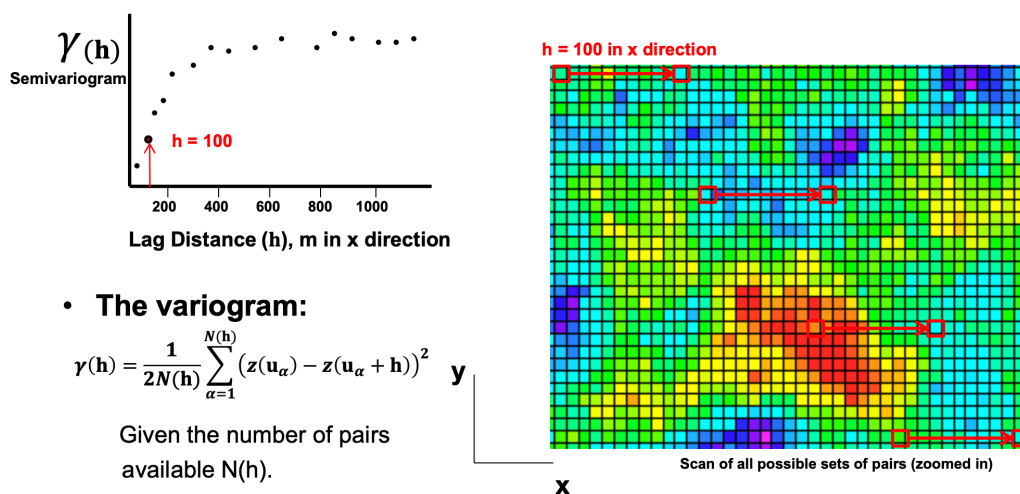 γ(h)
Semivariogram
h = 100
200 400 600 800 1000
Lag Distance (h), m in x direction
• The variogram:
γ(h) = 1/2N(h) ∑_{α=1}^{N(h)} (z(u_α) − z(u_α + h))²
Given the number of pairs
available N(h).
h = 100 in x direction
y
x
Scan of all possible sets of pairs (zoomed in)